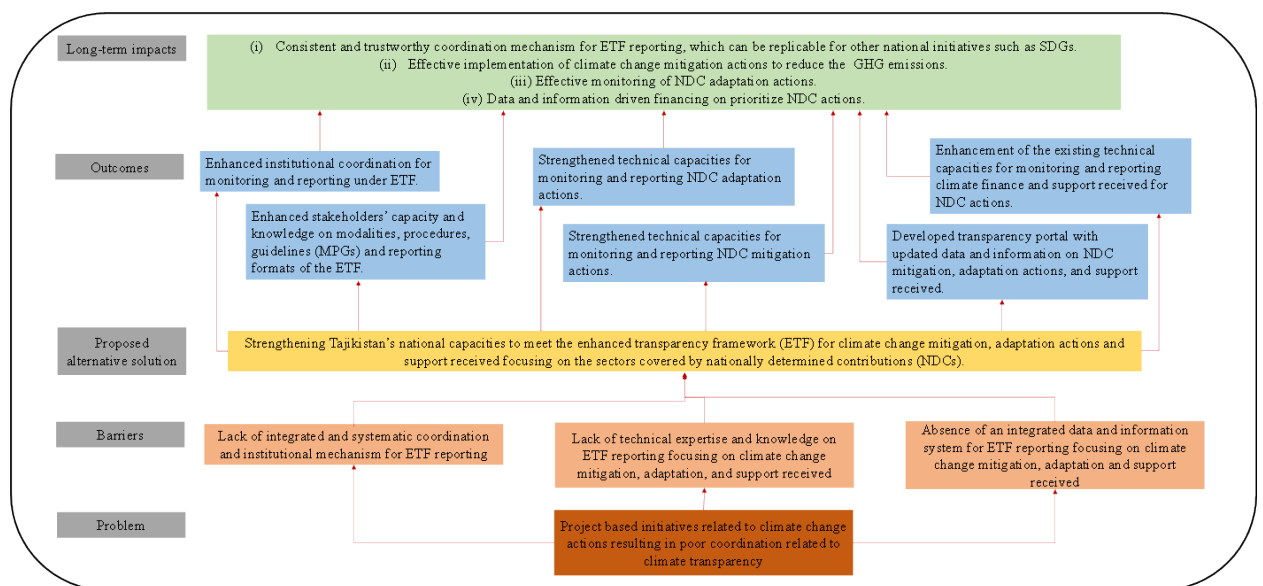 Long-term impacts
(i) Consistent and trustworthy coordination mechanism for ETF reporting, which can be replicable for other national initiatives such as SDGs.
(ii) Effective implementation of climate change mitigation actions to reduce the GHG emissions.
(iii) Effective monitoring of NDC adaptation actions.
(iv) Data and information driven financing on prioritize NDC actions.
Outcomes
Enhanced institutional coordination for
monitoring and reporting under ETF.
Strengthened technical capacities for
monitoring and reporting NDC adaptation
actions.
Enhancement of the existing technical
capacities for monitoring and reporting
climate finance and support received for
NDC actions.
Enhanced stakeholders' capacity and
knowledge on modalities, procedures,
guidelines (MPGs) and reporting
formats of the ETF.
Strengthened technical capacities for
monitoring and reporting NDC mitigation
actions.
Developed transparency portal with
updated data and information on NDC
mitigation, adaptation actions, and support
received.
Proposed
alternative solution
Strengthening Tajikistan's national capacities to meet the enhanced transparency framework (ETF) for climate change mitigation, adaptation actions and
support received focusing on the sectors covered by nationally determined contributions (NDCs).
Barriers
Lack of integrated and systematic coordination
and institutional mechanism for ETF reporting
Lack of technical expertise and knowledge on
ETF reporting focusing on climate change
mitigation, adaptation, and support received
Absence of an integrated data and information
system for ETF reporting focusing on climate
change mitigation, adaptation and support
received
Problem
Project based initiatives related to climate change
actions resulting in poor coordination related to
climate transparency